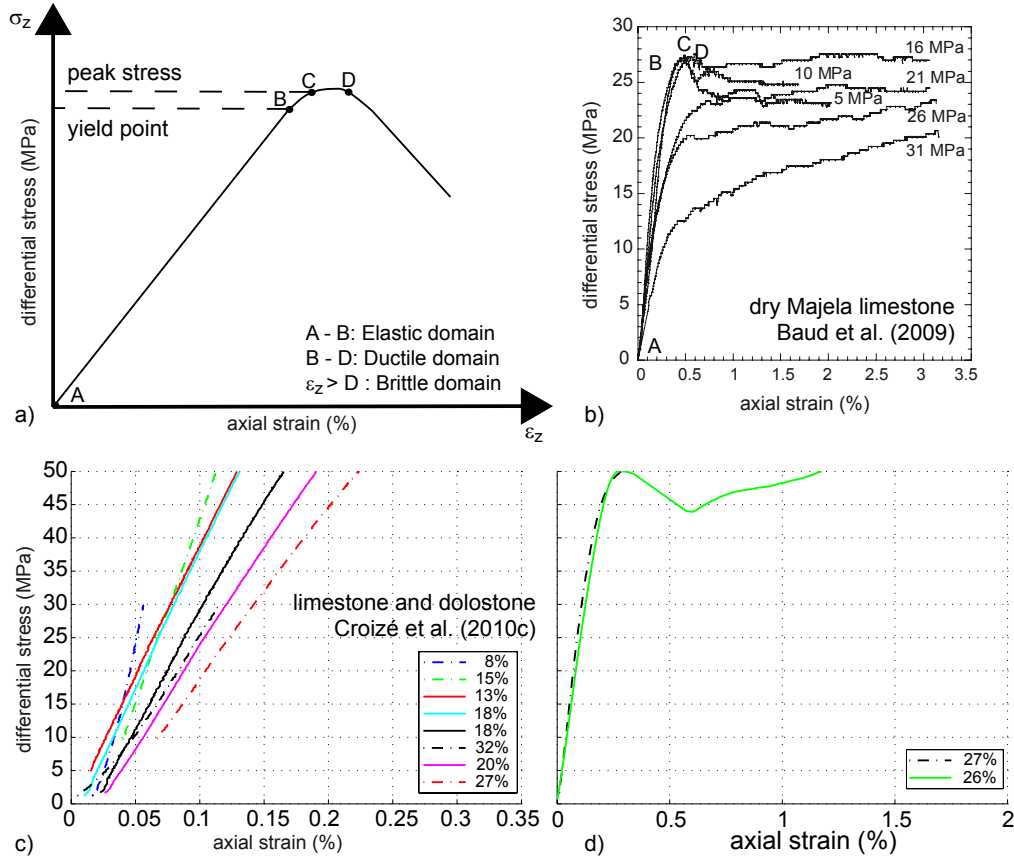 σz
peak stress
yield point
B
C
D
A
differential stress (MPa)
A - B: Elastic domain
B - D: Ductile domain
εz > D : Brittle domain
axial strain (%)
εz
a)
30
25
20
15
10
5
0
differential stress (MPa)
B
C
D
16 MPa
10 MPa
21 MPa
5 MPa
26 MPa
31 MPa
dry Majela limestone
Baud et al. (2009)
A
0 0.5 1 1.5 2 2.5 3 3.5
axial strain (%)
b)
50
45
40
35
30
25
20
15
10
5
0
differential stress (MPa)
limestone and dolostone
Croizé et al. (2010c)
8%
15%
13%
18%
18%
32%
20%
27%
0 0.05 0.1 0.15 0.2 0.25 0.3 0.35
axial strain (%)
c)
27%
26%
0 0.5 1 1.5 2
axial strain (%)
d)